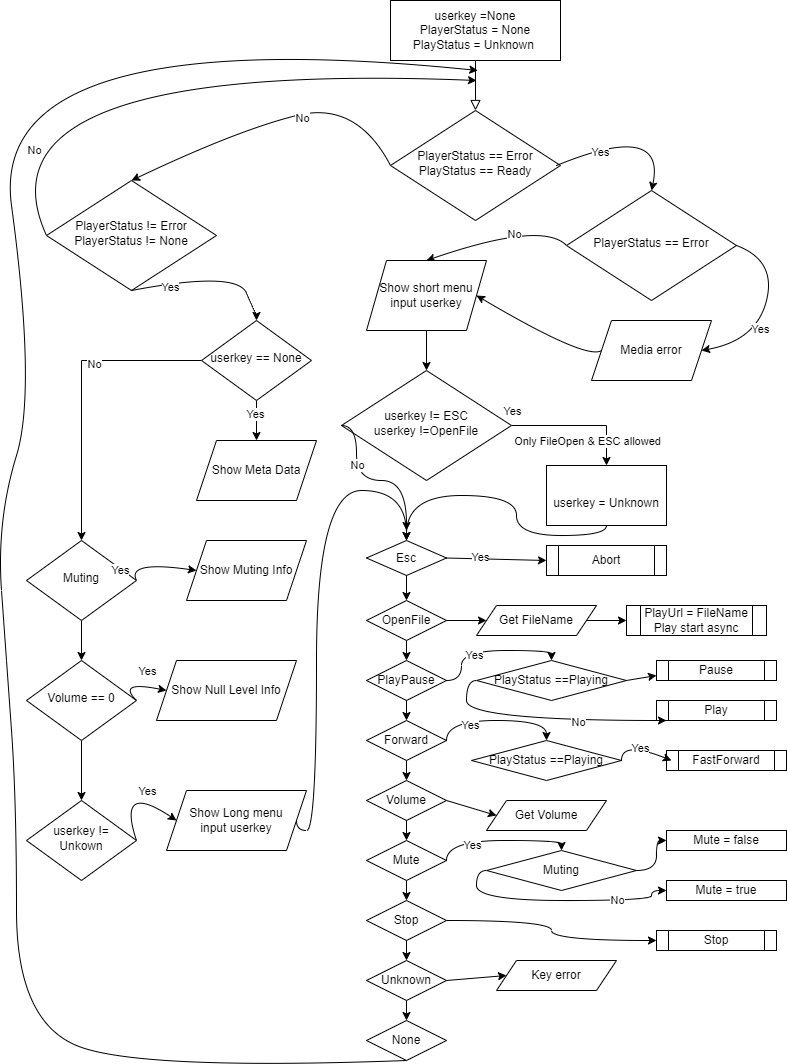 userkey =None
PlayerStatus = None
PlayStatus = Unknown
No
No
PlayerStatus == Error
PlayStatus == Ready
Yes
PlayerStatus != Error
PlayerStatus != None
No
PlayerStatus == Error
Yes
Show short menu
input userkey
Yes
Media error
No
userkey == None
Yes
userkey != ESC
userkey !=OpenFile
Yes
Only FileOpen & ESC allowed
No
Show Meta Data
userkey = Unknown
Muting
Yes
Show Muting Info
Esc
Yes
Abort
OpenFile
Get FileName
PlayUrl = FileName
Play start async
Volume == 0
Yes
Show Null Level Info
PlayPause
Yes
PlayStatus ==Playing
Pause
No
Play
Forward
Yes
PlayStatus ==Playing
Yes
FastForward
userkey !=
Unkown
Yes
Show Long menu
input userkey
Volume
Get Volume
Mute
Yes
Muting
Mute = false
No
Mute = true
Stop
Stop
Unknown
Key error
None